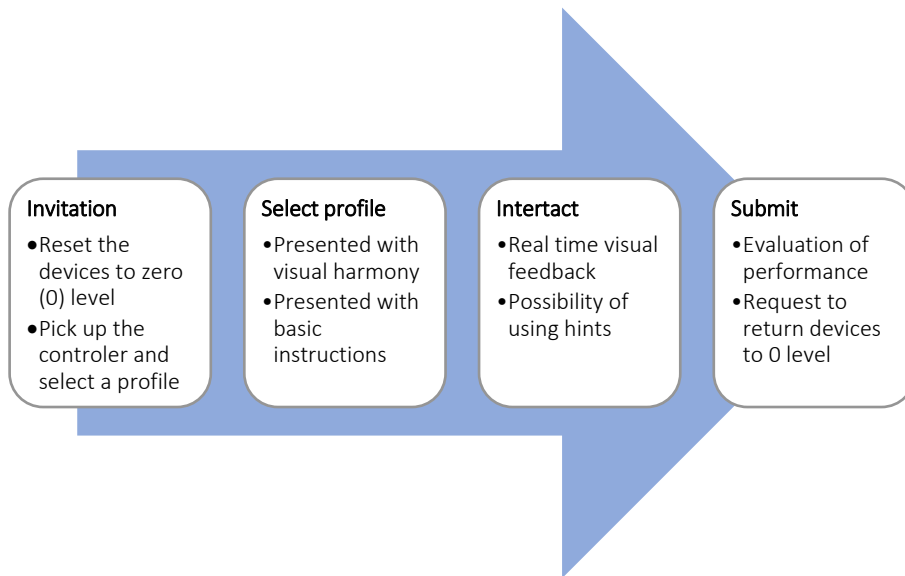 Invitation
•Reset the
devices to zero
(0) level
•Pick up the
controler and
select a profile
Select profile
•Presented with
visual harmony
•Presented with
basic
instructions
Intertact
•Real time visual
feedback
•Possibility of
using hints
Submit
•Evaluation of
performance
•Request to
return devices
to 0 level